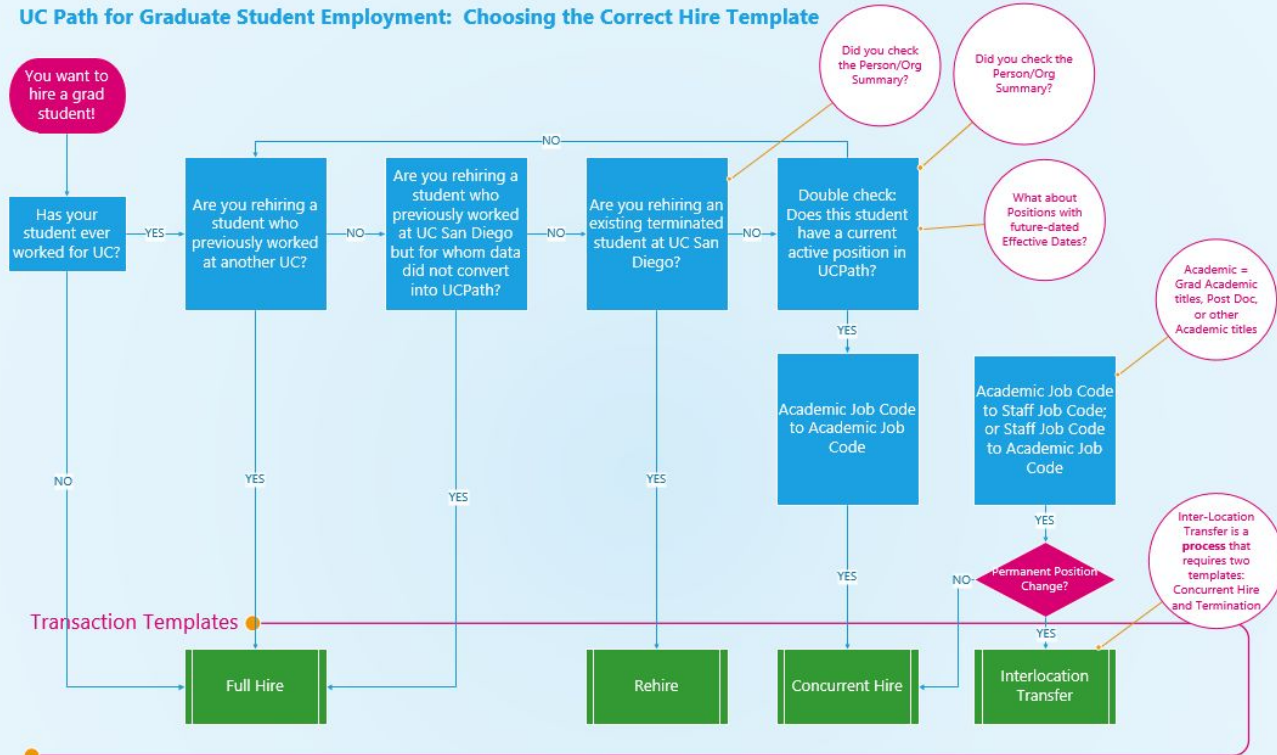 UC Path for Graduate Student Employment:  Choosing the Correct Hire Template
You want to
hire a grad
student!
Did you check
the Person/Org
Summary?
Did you check the
Person/Org
Summary?
NO
Has your
student ever
worked for UC?
YES
Are you rehiring a
student who
previously worked
at another UC?
NO
Are you rehiring a
student who
previously worked
at UC San Diego
but for whom data
did not convert
into UCPath?
NO
Are you rehiring an
existing terminated
student at UC San
Diego?
NO
Double check:
Does this student
have a current
active position in
UCPath?
What about
Positions with
future-dated
Effective Dates?
Academic =
Grad Academic
titles, Post Doc,
or other
Academic titles
YES
Academic Job Code
to Academic Job
Code
Academic Job Code
to Staff Job Code;
or Staff Job Code
to Academic Job
Code
NO
YES
YES
YES
YES
YES
Permanent Position
Change?
NO
YES
Inter-Location
Transfer is a
process that
requires two
templates:
Concurrent Hire
and Termination
Transaction Templates
Full Hire
Rehire
Concurrent Hire
Interlocation
Transfer